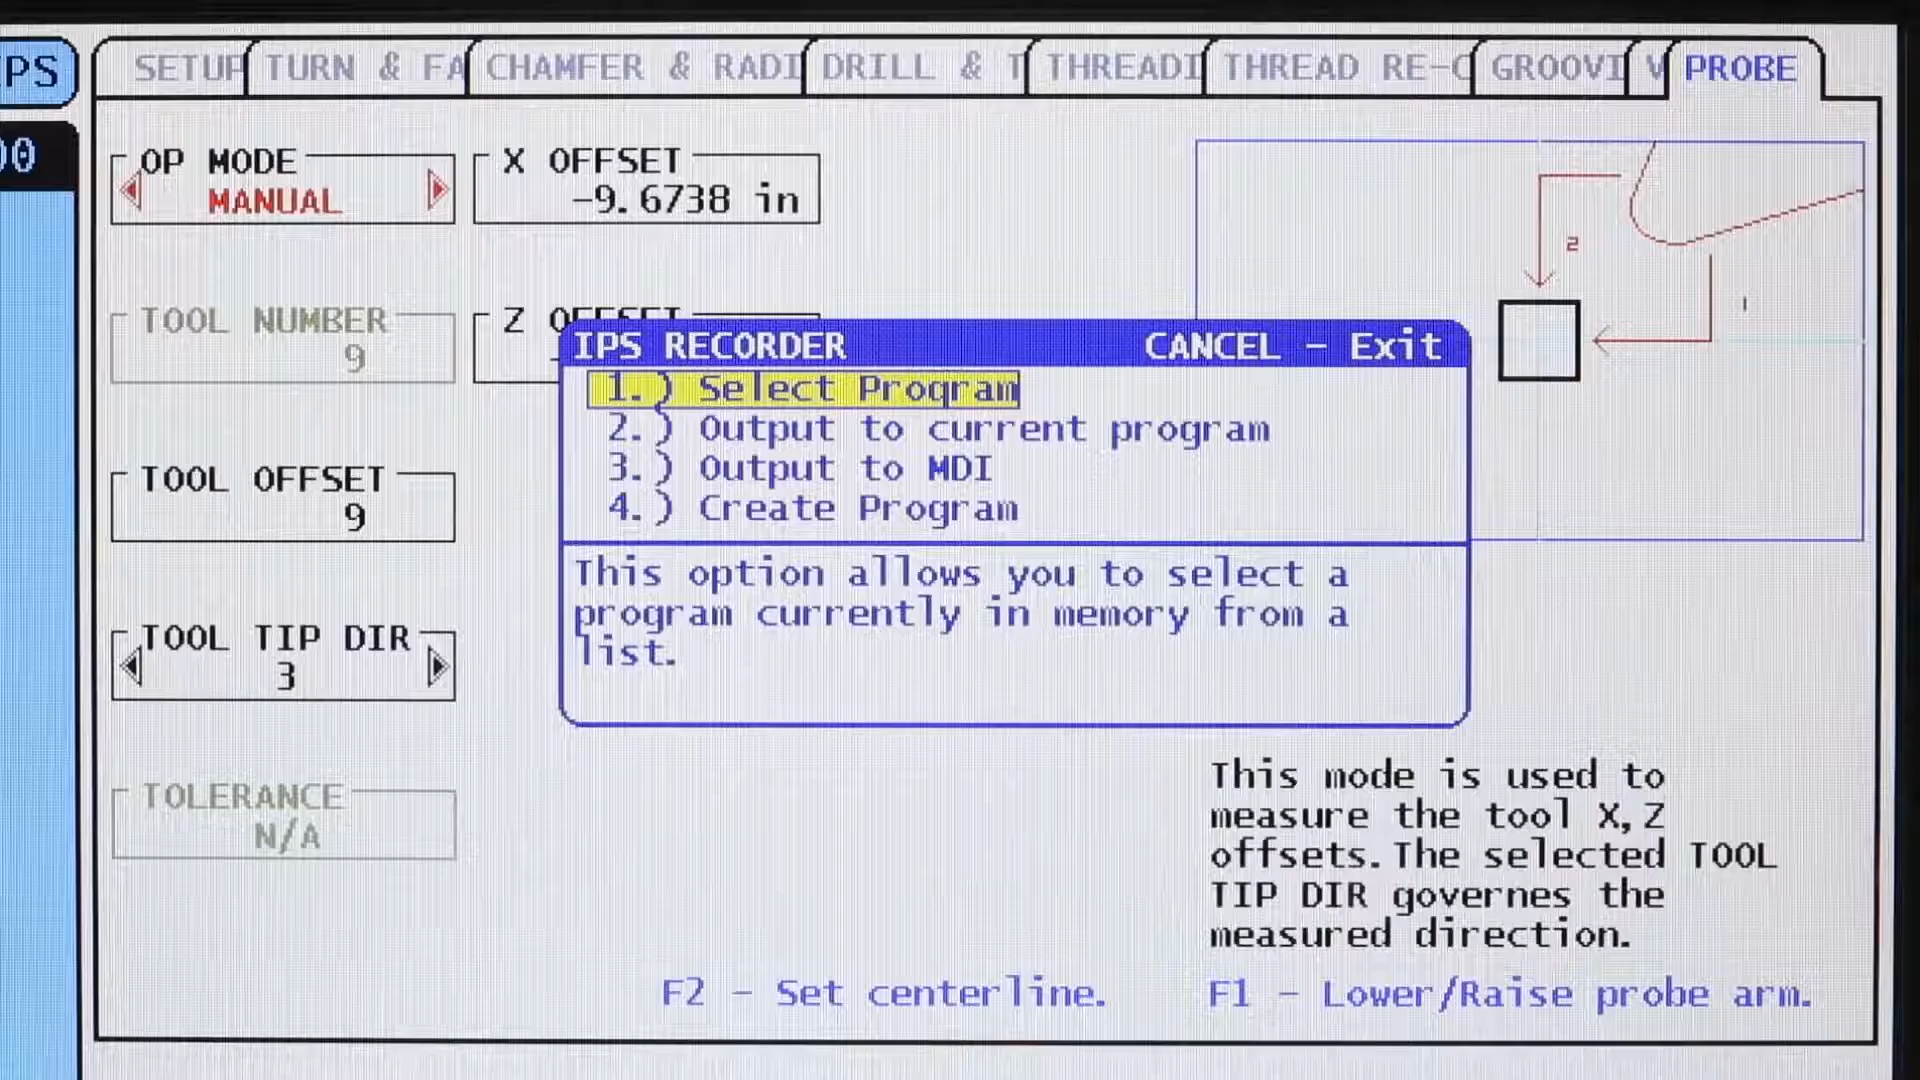 IPS
00
SETUP
TURN & FA
CHAMFER & RADI
DRILL & T
THREADI
THREAD RE-C
GROOVI
V
PROBE
OP MODE
MANUAL
X OFFSET
-9.6738 in
2
1
TOOL NUMBER
9
Z OFFSET
IPS RECORDER CANCEL - Exit
1.) Select Program
2.) Output to current program
3.) Output to MDI
4.) Create Program
This option allows you to select a
program currently in memory from a
list.
TOOL OFFSET
9
TOOL TIP DIR
3
TOLERANCE
N/A
This mode is used to
measure the tool X,Z
offsets. The selected TOOL
TIP DIR governes the
measured direction.
F2 - Set centerline.
F1 - Lower/Raise probe arm.